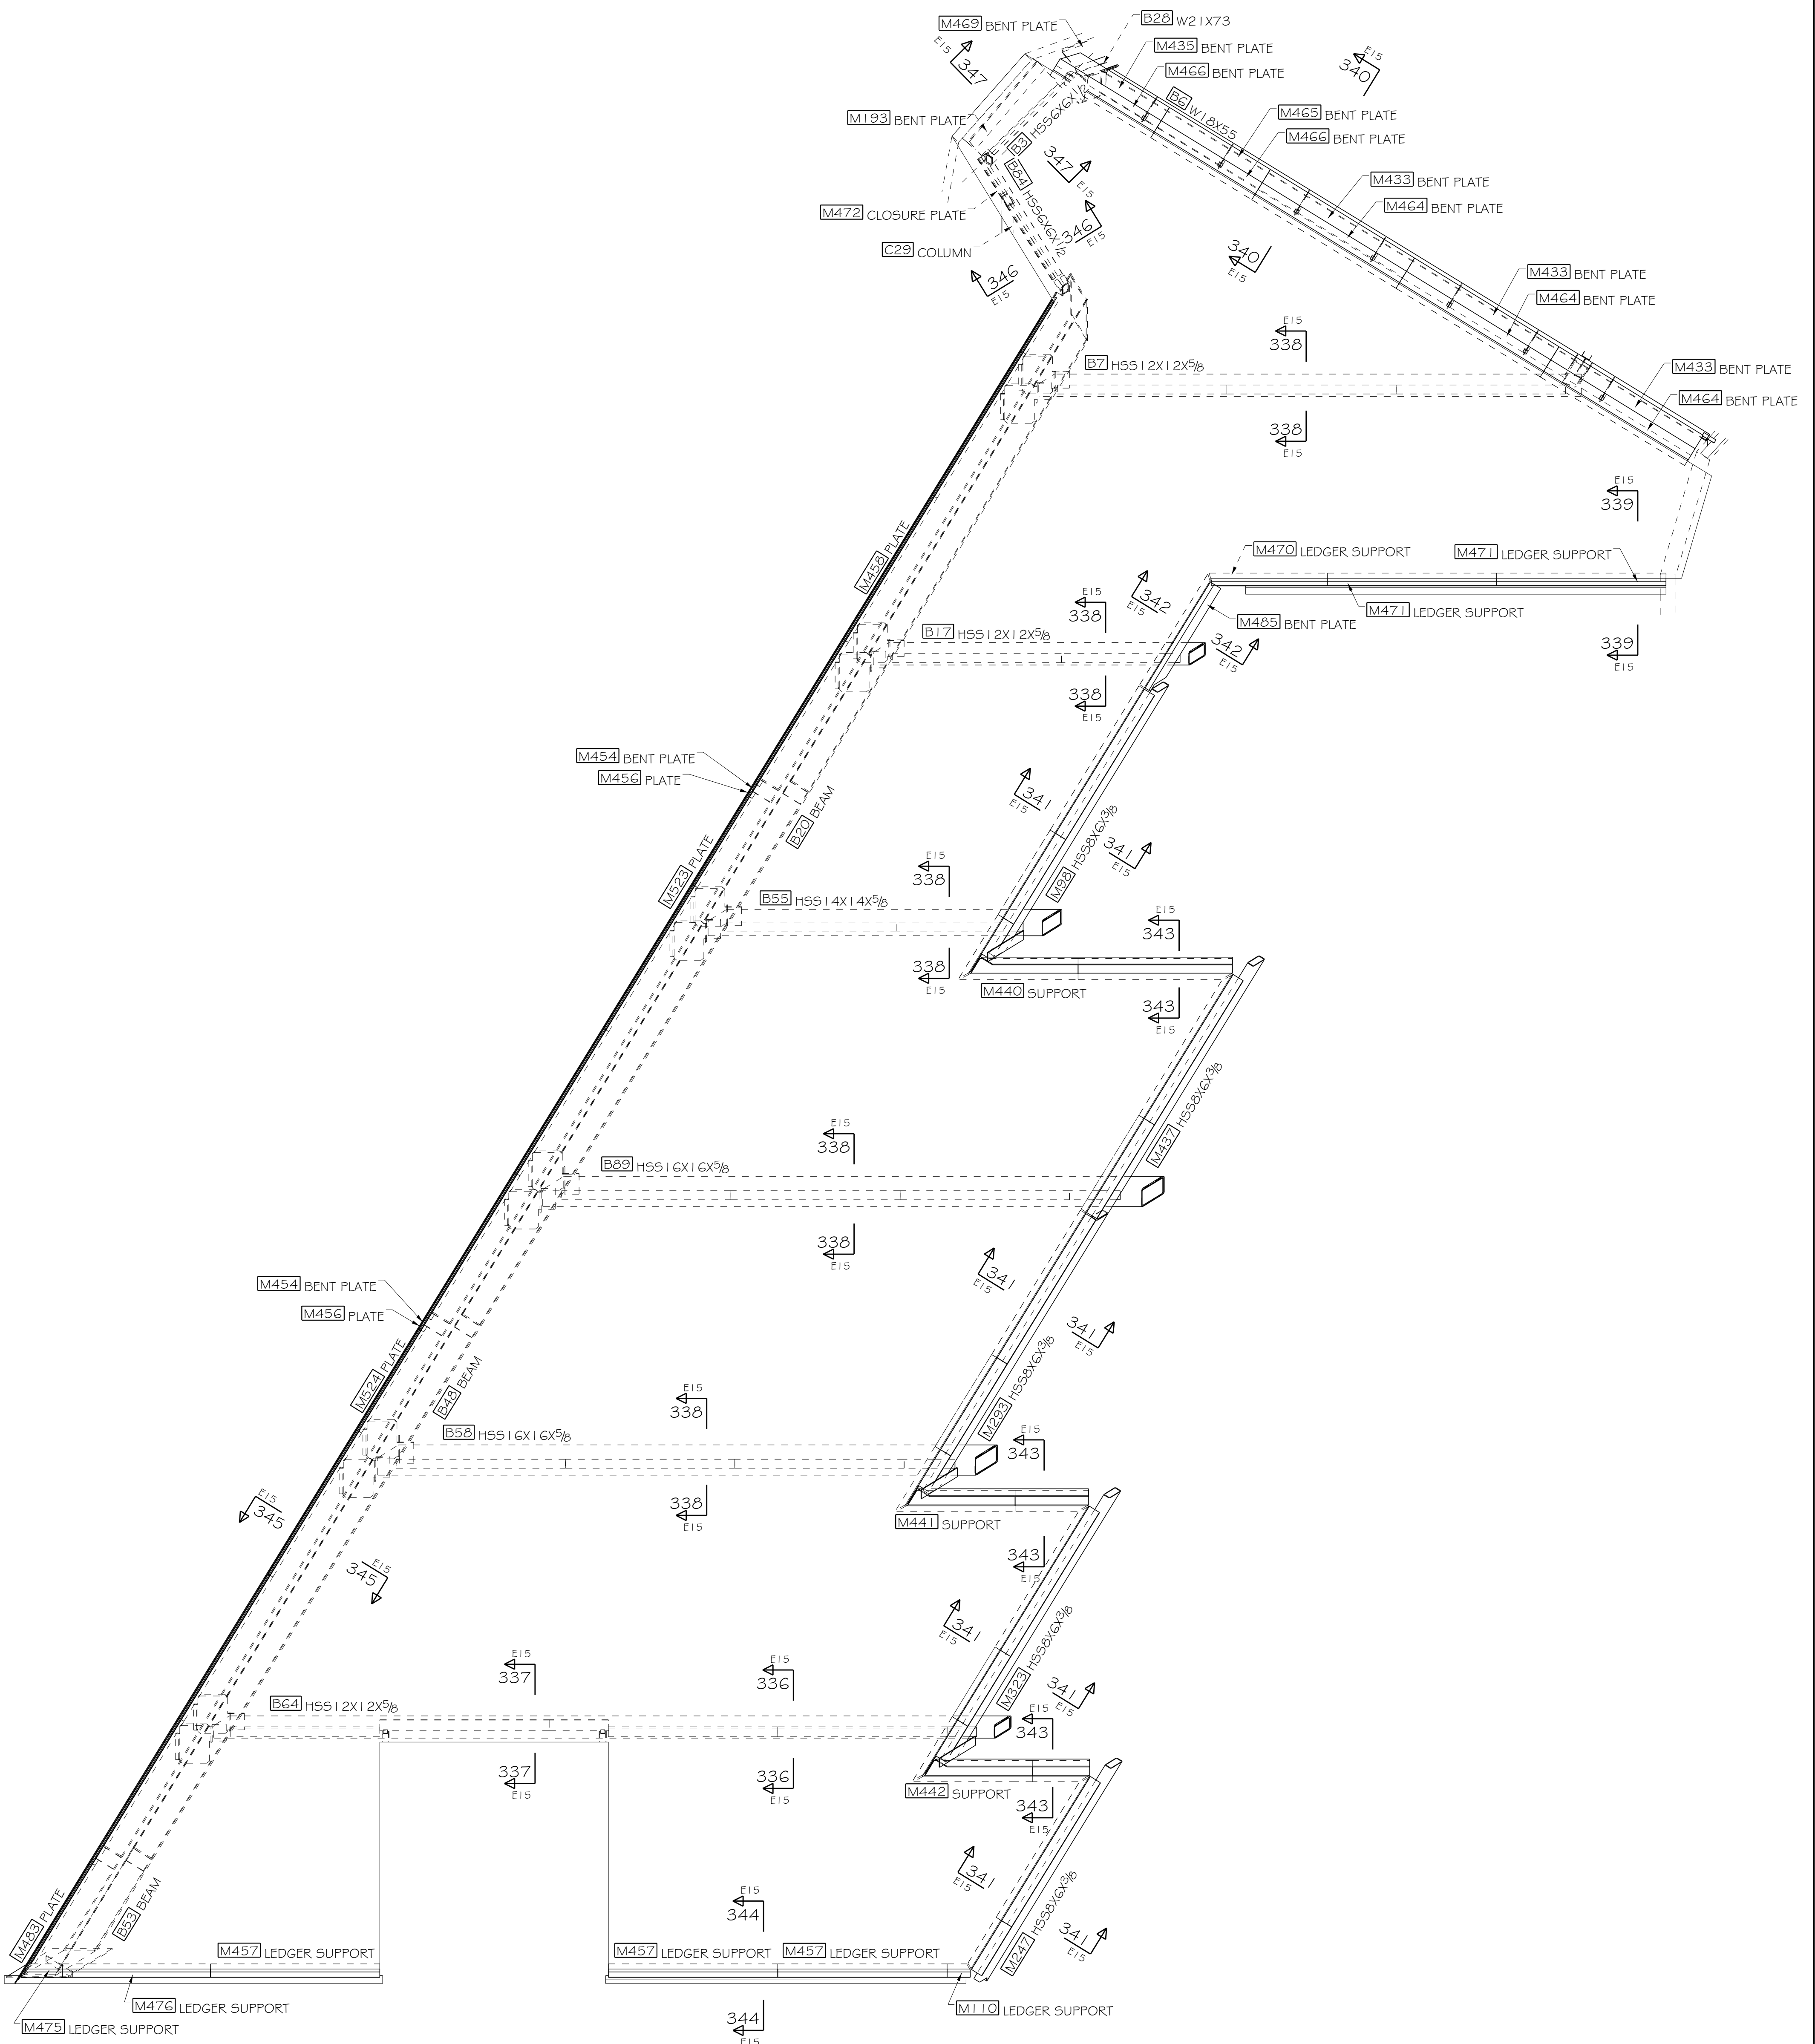 M469 BENT PLATE
B28 W21X73
M435 BENT PLATE
M466 BENT PLATE
E15
347
E15
340
B6 W18X55
M465 BENT PLATE
M466 BENT PLATE
M193 BENT PLATE
B3 HSS6X6X1/2
347
E15
B84 HSS6X6X1/2
M433 BENT PLATE
M464 BENT PLATE
M472 CLOSURE PLATE
346
E15
C29 COLUMN
340
E15
346
E15
M433 BENT PLATE
M464 BENT PLATE
E15
338
B7 HSS12X12X5/8
M433 BENT PLATE
M464 BENT PLATE
338
E15
E15
339
M458 PLATE
M470 LEDGER SUPPORT
M471 LEDGER SUPPORT
M471 LEDGER SUPPORT
342
E15
E15
338
B17 HSS12X12X5/8
M485 BENT PLATE
342
E15
339
E15
338
E15
M454 BENT PLATE
M456 PLATE
341
E15
B20 BEAM
M98 HSS8X6X3/8
341
E15
E15
338
M523 PLATE
B55 HSS14X14X5/8
E15
343
338
E15
M440 SUPPORT
343
E15
M437 HSS8X6X3/8
E15
338
B89 HSS16X16X5/8
338
E15
M454 BENT PLATE
M456 PLATE
341
E15
341
E15
M524 PLATE
B48 BEAM
M293 HSS8X6X3/8
E15
338
B58 HSS16X16X5/8
E15
343
E15
345
338
E15
M441 SUPPORT
343
E15
E15
345
341
E15
M323 HSS8X6X3/8
E15
337
E15
336
341
E15
B64 HSS12X12X5/8
E15
343
337
E15
336
E15
M442 SUPPORT
343
E15
341
E15
M247 HSS8X6X3/8
341
E15
E15
344
M483 PLATE
B53 BEAM
M457 LEDGER SUPPORT
M457 LEDGER SUPPORT
M457 LEDGER SUPPORT
M476 LEDGER SUPPORT
M475 LEDGER SUPPORT
M110 LEDGER SUPPORT
344
E15